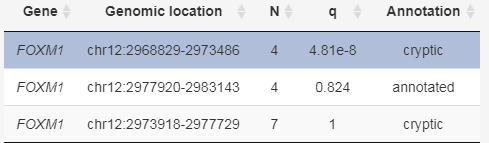 Gene Genomic location N q Annotation
FOXM1 chr12:2968829-2973486 4 4.81e-8 cryptic
FOXM1 chr12:2977920-2983143 4 0.824 annotated
FOXM1 chr12:2973918-2977729 7 1 cryptic